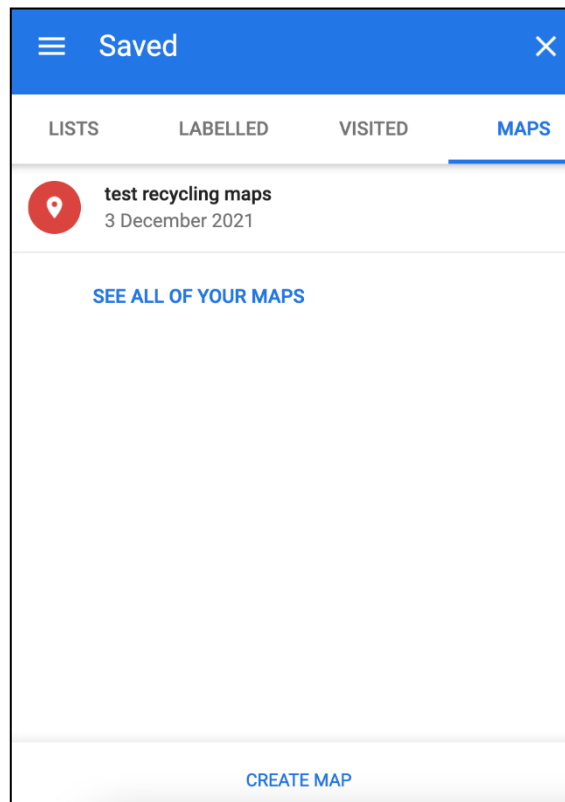 Saved
LISTS LABELLED VISITED MAPS
test recycling maps
3 December 2021
SEE ALL OF YOUR MAPS
CREATE MAP